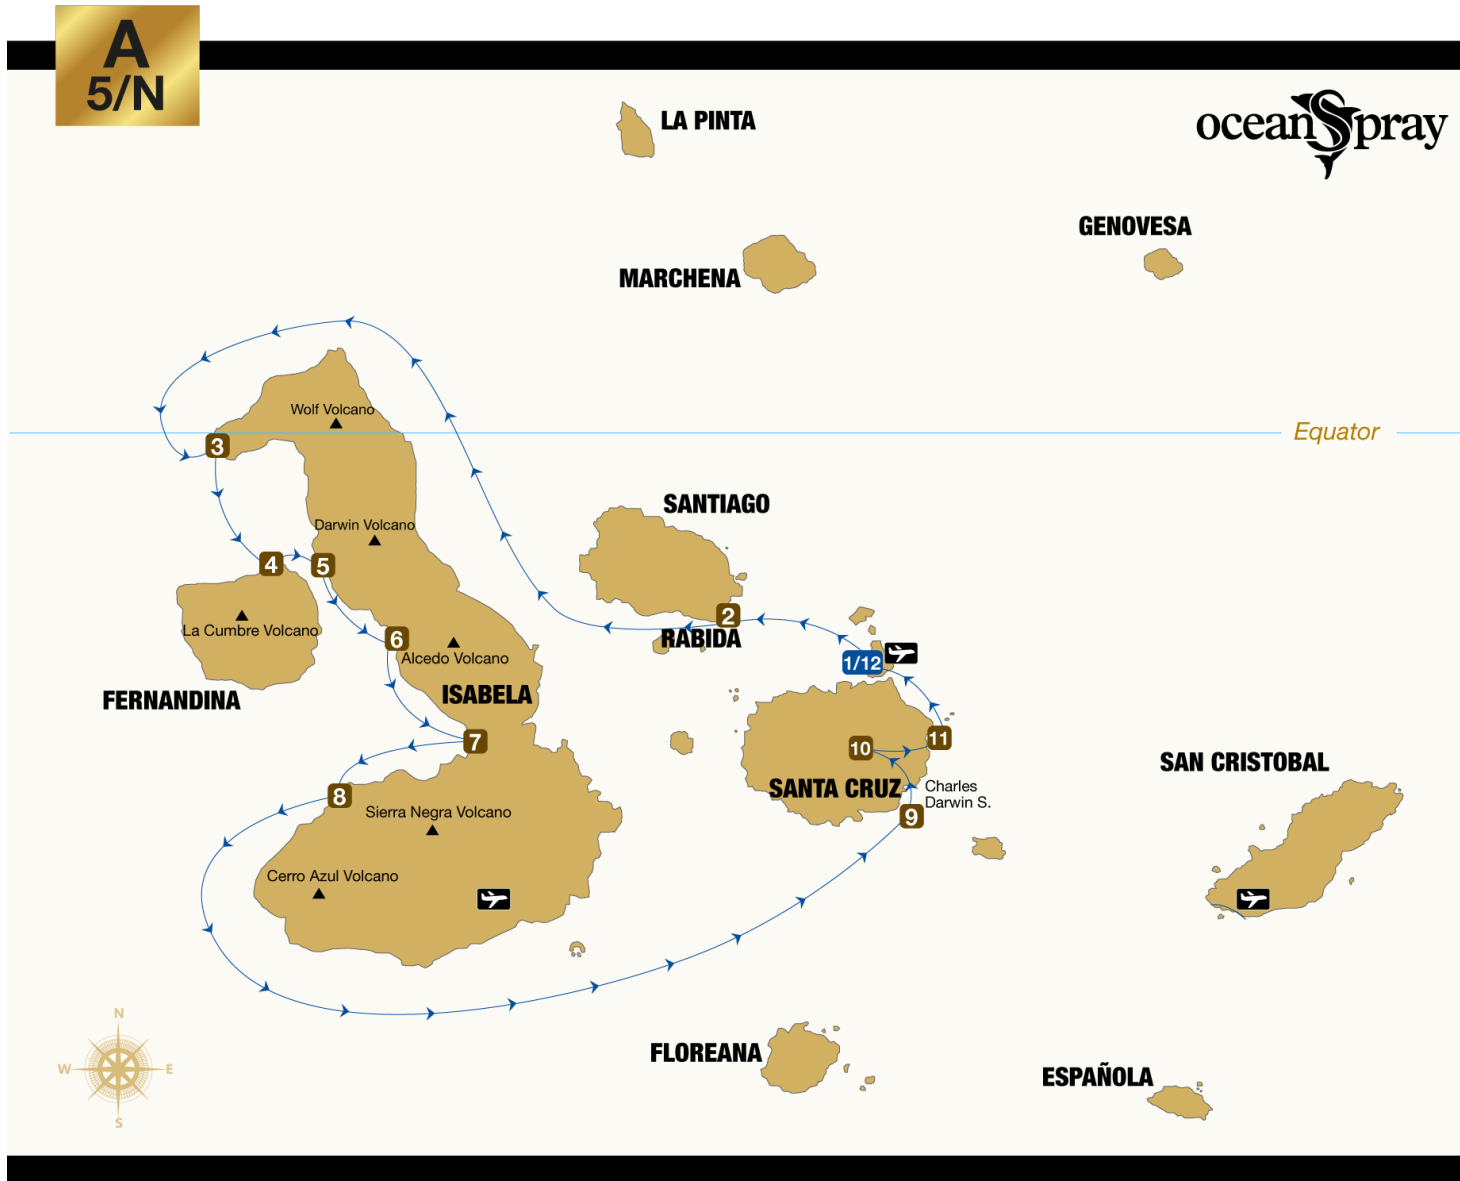 A
5/N
LA PINTA
oceanSpray
GENOVESA
MARCHENA
Wolf Volcano
Equator
3
SANTIAGO
Darwin Volcano
4
5
2
La Cumbre Volcano
6
RABIDA
Alcedo Volcano
1/12
FERNANDINA
ISABELA
7
10
11
SAN CRISTOBAL
8
SANTA CRUZ
Charles
Darwin S.
Sierra Negra Volcano
9
Cerro Azul Volcano
N
W
E
S
FLOREANA
ESPAÑOLA